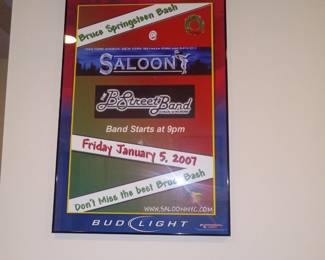 Bruce Springsteen Bash
@
SALOON
B Street Band
Band Starts at 9pm
Friday January 5, 2007
Don't Miss the best Bruce Bash
WWW.SALOONNYC.COM
BUD LIGHT